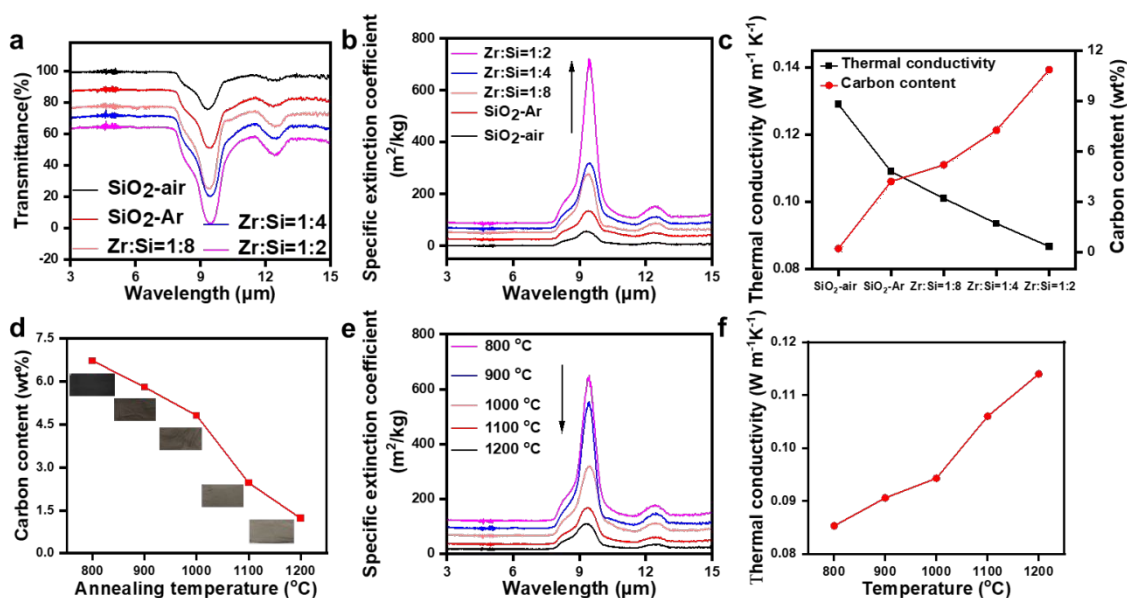 a
Transmittance(%)
100
80
60
40
20
0
-20
SiO2-air
SiO2-Ar
Zr:Si=1:8
Zr:Si=1:4
Zr:Si=1:2
3 6 9 12 15
Wavelength (μm)
b
Specific extinction coefficient
(m²/kg)
800
600
400
200
0
Zr:Si=1:2
Zr:Si=1:4
Zr:Si=1:8
SiO2-Ar
SiO2-air
3 6 9 12 15
Wavelength (μm)
c
Thermal conductivity (W m⁻¹ K⁻¹)
0.14
0.12
0.10
0.08
Thermal conductivity
Carbon content
12
9
6
3
0
Carbon content (wt%)
SiO2-air SiO2-Ar Zr:Si=1:8 Zr:Si=1:4 Zr:Si=1:2
d
Carbon content (wt%)
7.5
6.0
4.5
3.0
1.5
0.0
800 900 1000 1100 1200
Annealing temperature (°C)
e
Specific extinction coefficient
(m²/kg)
800
600
400
200
0
800 °C
900 °C
1000 °C
1100 °C
1200 °C
3 6 9 12 15
Wavelength (μm)
f
Thermal conductivity (W m⁻¹K⁻¹)
0.12
0.11
0.10
0.09
0.08
800 900 1000 1100 1200
Temperature (°C)